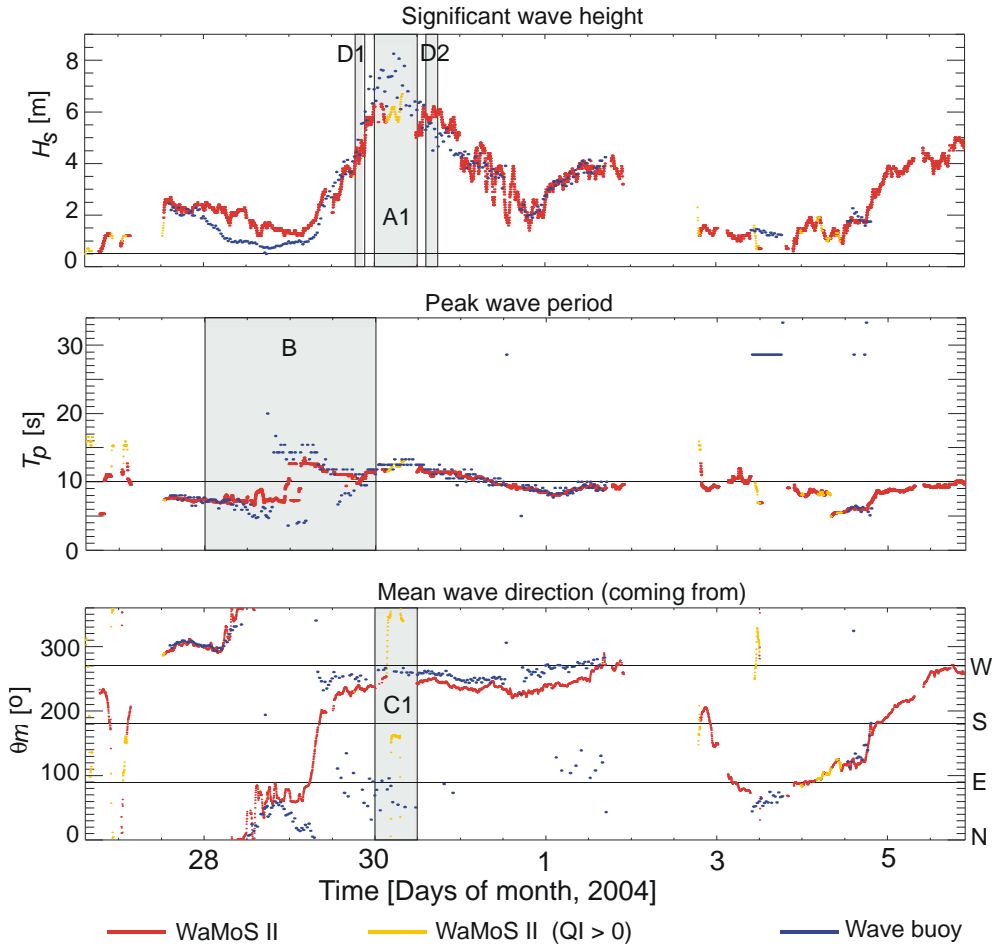 Significant wave height
D1
D2
A1
8
6
4
2
0
Hs [m]
Peak wave period
B
30
20
10
0
Tp [s]
Mean wave direction (coming from)
C1
300
200
100
0
θm [º]
W
S
E
N
28
30
1
3
5
Time [Days of month, 2004]
WaMoS II
WaMoS II (QI > 0)
Wave buoy